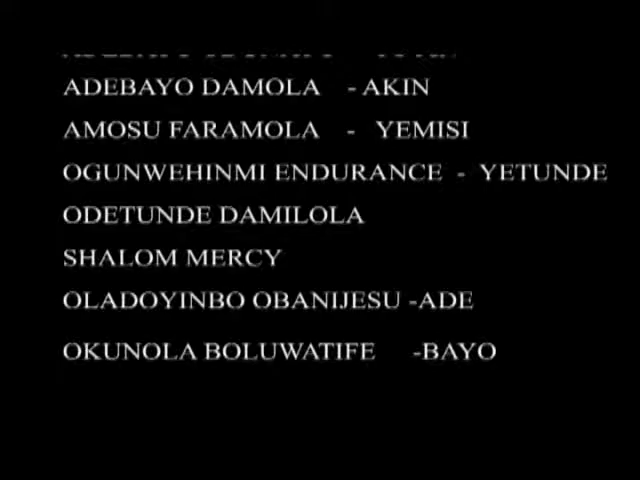 ADEBAYO DAMOLA - AKIN
AMOSU FARAMOLA - YEMISI
OGUNWEHINMI ENDURANCE - YETUNDE
ODETUNDE DAMILOLA
SHALOM MERCY
OLADOYINBO OBANIJESU -ADE
OKUNOLA BOLUWATIFE -BAYO